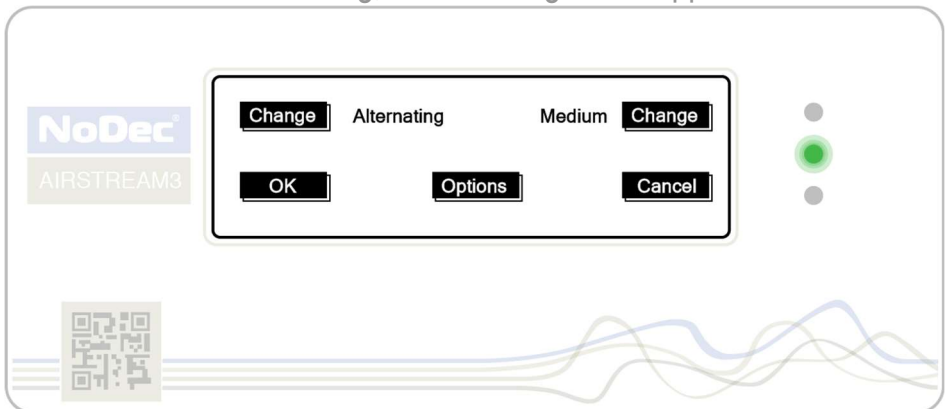 NoDec®
AIRSTREAM3
Change Alternating Medium Change
OK Options Cancel